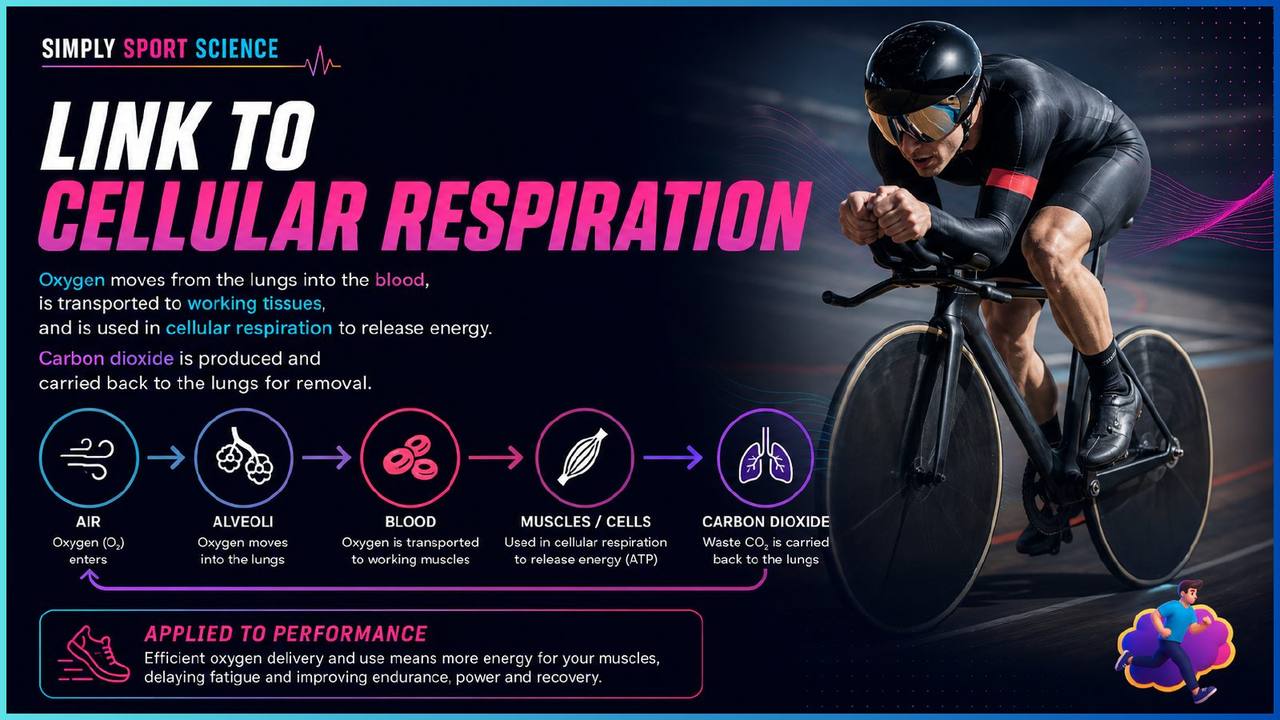 SIMPLY SPORT SCIENCE
LINK TO
CELLULAR RESPIRATION
Oxygen moves from the lungs into the blood,
is transported to working tissues,
and is used in cellular respiration to release energy.
Carbon dioxide is produced and
carried back to the lungs for removal.
AIR
Oxygen (O₂)
enters
ALVEOLI
Oxygen moves
into the lungs
BLOOD
Oxygen is transported
to working muscles
MUSCLES / CELLS
Used in cellular respiration
to release energy (ATP)
CARBON DIOXIDE
Waste CO₂ is carried
back to the lungs
APPLIED TO PERFORMANCE
Efficient oxygen delivery and use means more energy for your muscles,
delaying fatigue and improving endurance, power and recovery.